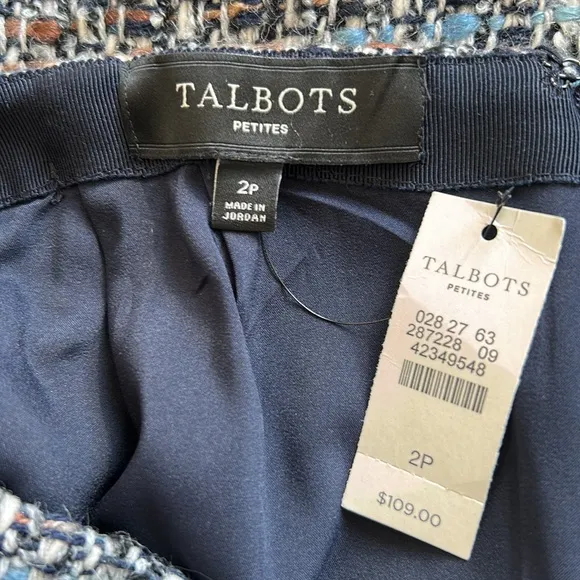 TALBOTS
PETITES
2P
MADE IN
JORDAN
TALBOTS
PETITES
028 27 63
287228 09
42349548
2P
$109.00